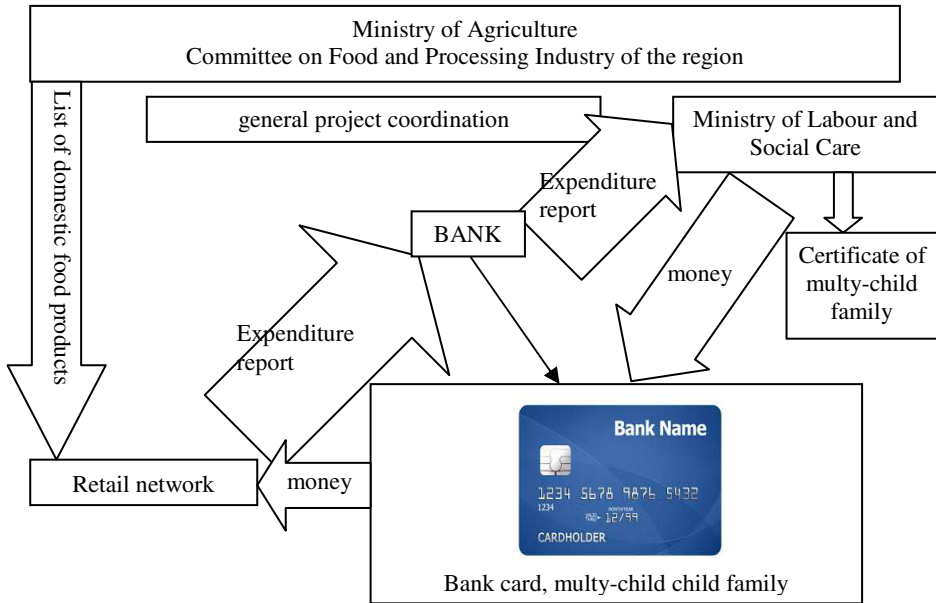 Ministry of Agriculture
Committee on Food and Processing Industry of the region
List of domestic food products
general project coordination
Ministry of Labour and
Social Care
Expenditure
report
BANK
money
Certificate of
multy-child
family
Expenditure
report
Retail network
money
Bank Name
1234 5678 9876 5432
1234
MONTH/YEAR
12/99
CARDHOLDER
Bank card, multy-child child family